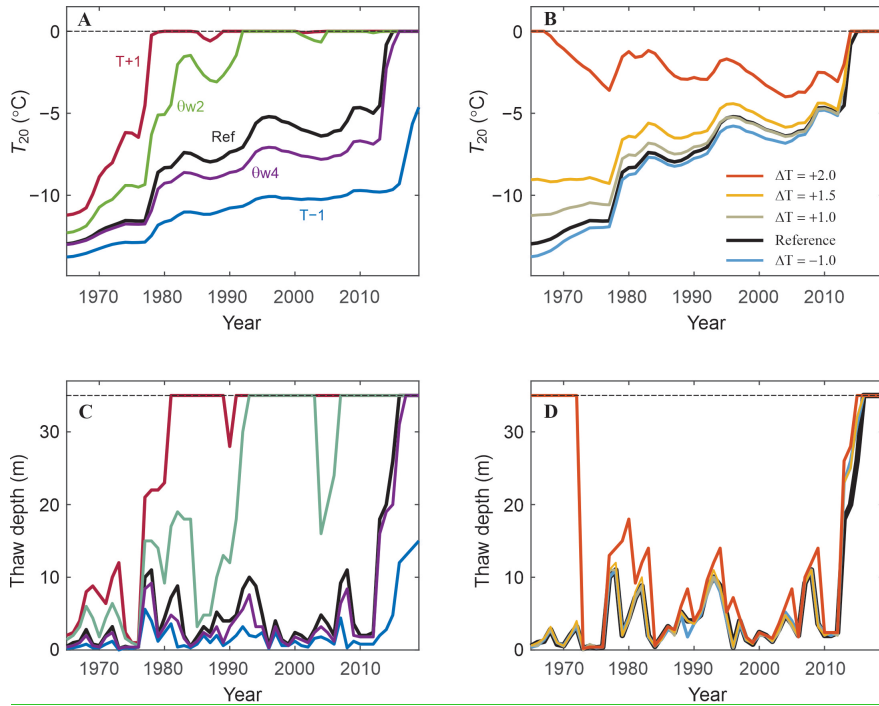 A
B
0
−5
−10
T₂₀ (°C)
T+1
θw2
Ref
θw4
T−1
1970 1980 1990 2000 2010
Year
0
−5
−10
T₂₀ (°C)
ΔT = +2.0
ΔT = +1.5
ΔT = +1.0
Reference
ΔT = −1.0
1970 1980 1990 2000 2010
Year
C
30
20
10
0
Thaw depth (m)
1970 1980 1990 2000 2010
Year
D
30
20
10
0
Thaw depth (m)
1970 1980 1990 2000 2010
Year